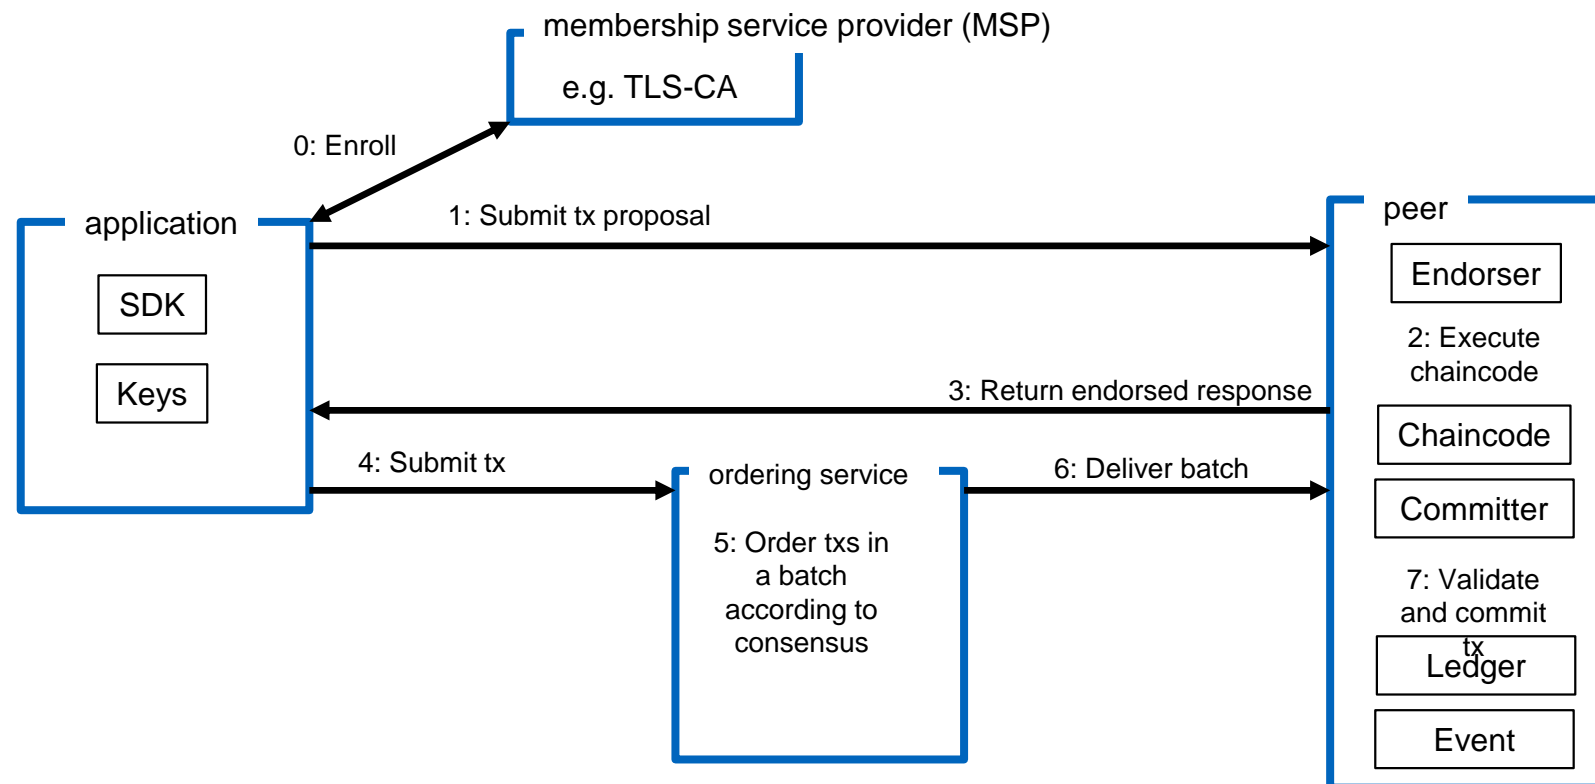 membership service provider (MSP)
e.g. TLS-CA
0: Enroll
application
1: Submit tx proposal
peer
SDK
Endorser
2: Execute
chaincode
Keys
3: Return endorsed response
Chaincode
4: Submit tx
ordering service
6: Deliver batch
Committer
5: Order txs in
a batch
according to
consensus
7: Validate
and commit
tx
Ledger
Event